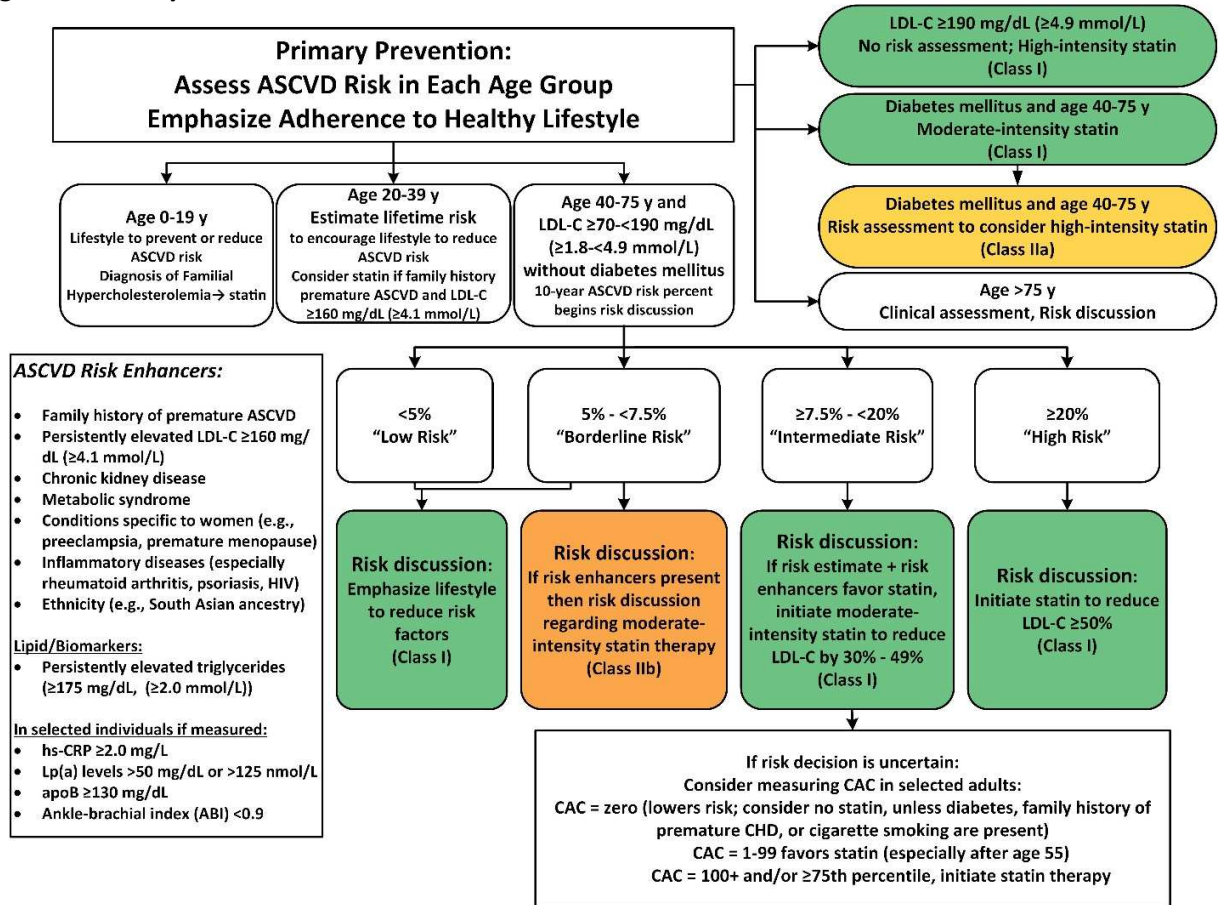 Primary Prevention:
Assess ASCVD Risk in Each Age Group
Emphasize Adherence to Healthy Lifestyle
LDL-C ≥190 mg/dL (≥4.9 mmol/L)
No risk assessment; High-intensity statin
(Class I)
Diabetes mellitus and age 40-75 y
Moderate-intensity statin
(Class I)
Diabetes mellitus and age 40-75 y
Risk assessment to consider high-intensity statin
(Class IIa)
Age >75 y
Clinical assessment, Risk discussion
Age 0-19 y
Lifestyle to prevent or reduce
ASCVD risk
Diagnosis of Familial
Hypercholesterolemia→ statin
Age 20-39 y
Estimate lifetime risk
to encourage lifestyle to reduce
ASCVD risk
Consider statin if family history
premature ASCVD and LDL-C
≥160 mg/dL (≥4.1 mmol/L)
Age 40-75 y and
LDL-C ≥70-<190 mg/dL
(≥1.8-<4.9 mmol/L)
without diabetes mellitus
10-year ASCVD risk percent
begins risk discussion
<5%
"Low Risk"
5% - <7.5%
"Borderline Risk"
≥7.5% - <20%
"Intermediate Risk"
≥20%
"High Risk"
Risk discussion:
Emphasize lifestyle
to reduce risk
factors
(Class I)
Risk discussion:
If risk enhancers present
then risk discussion
regarding moderate-
intensity statin therapy
(Class IIb)
Risk discussion:
If risk estimate + risk
enhancers favor statin,
initiate moderate-
intensity statin to reduce
LDL-C by 30% - 49%
(Class I)
Risk discussion:
Initiate statin to reduce
LDL-C ≥50%
(Class I)
If risk decision is uncertain:
Consider measuring CAC in selected adults:
CAC = zero (lowers risk; consider no statin, unless diabetes, family history of
premature CHD, or cigarette smoking are present)
CAC = 1-99 favors statin (especially after age 55)
CAC = 100+ and/or ≥75th percentile, initiate statin therapy
ASCVD Risk Enhancers:
• Family history of premature ASCVD
• Persistently elevated LDL-C ≥160 mg/
dL (≥4.1 mmol/L)
• Chronic kidney disease
• Metabolic syndrome
• Conditions specific to women (e.g.,
preeclampsia, premature menopause)
• Inflammatory diseases (especially
rheumatoid arthritis, psoriasis, HIV)
• Ethnicity (e.g., South Asian ancestry)
Lipid/Biomarkers:
• Persistently elevated triglycerides
(≥175 mg/dL, (≥2.0 mmol/L))
In selected individuals if measured:
• hs-CRP ≥2.0 mg/L
• Lp(a) levels >50 mg/dL or >125 nmol/L
• apoB ≥130 mg/dL
• Ankle-brachial index (ABI) <0.9